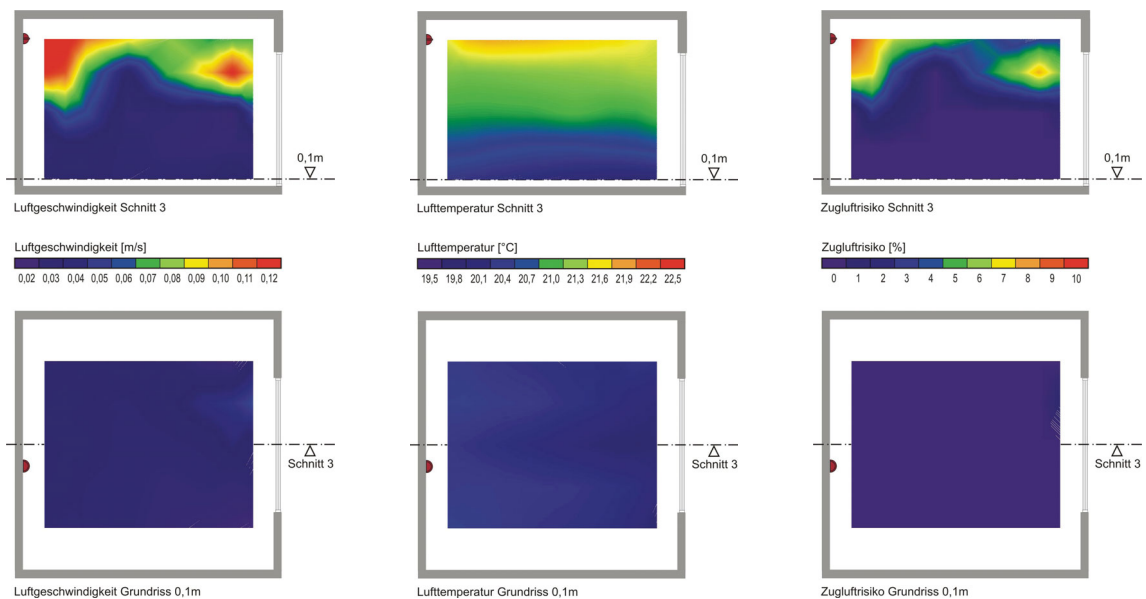 0,1m
0,1m
0,1m
Luftgeschwindigkeit Schnitt 3
Lufttemperatur Schnitt 3
Zugluftrisiko Schnitt 3
Luftgeschwindigkeit [m/s]
0,02 0,03 0,04 0,05 0,06 0,07 0,08 0,09 0,10 0,11 0,12
Lufttemperatur [°C]
19,5 19,8 20,1 20,4 20,7 21,0 21,3 21,6 21,9 22,2 22,5
Zugluftrisiko [%]
0 1 2 3 4 5 6 7 8 9 10
Schnitt 3
Schnitt 3
Schnitt 3
Luftgeschwindigkeit Grundriss 0,1m
Lufttemperatur Grundriss 0,1m
Zugluftrisiko Grundriss 0,1m